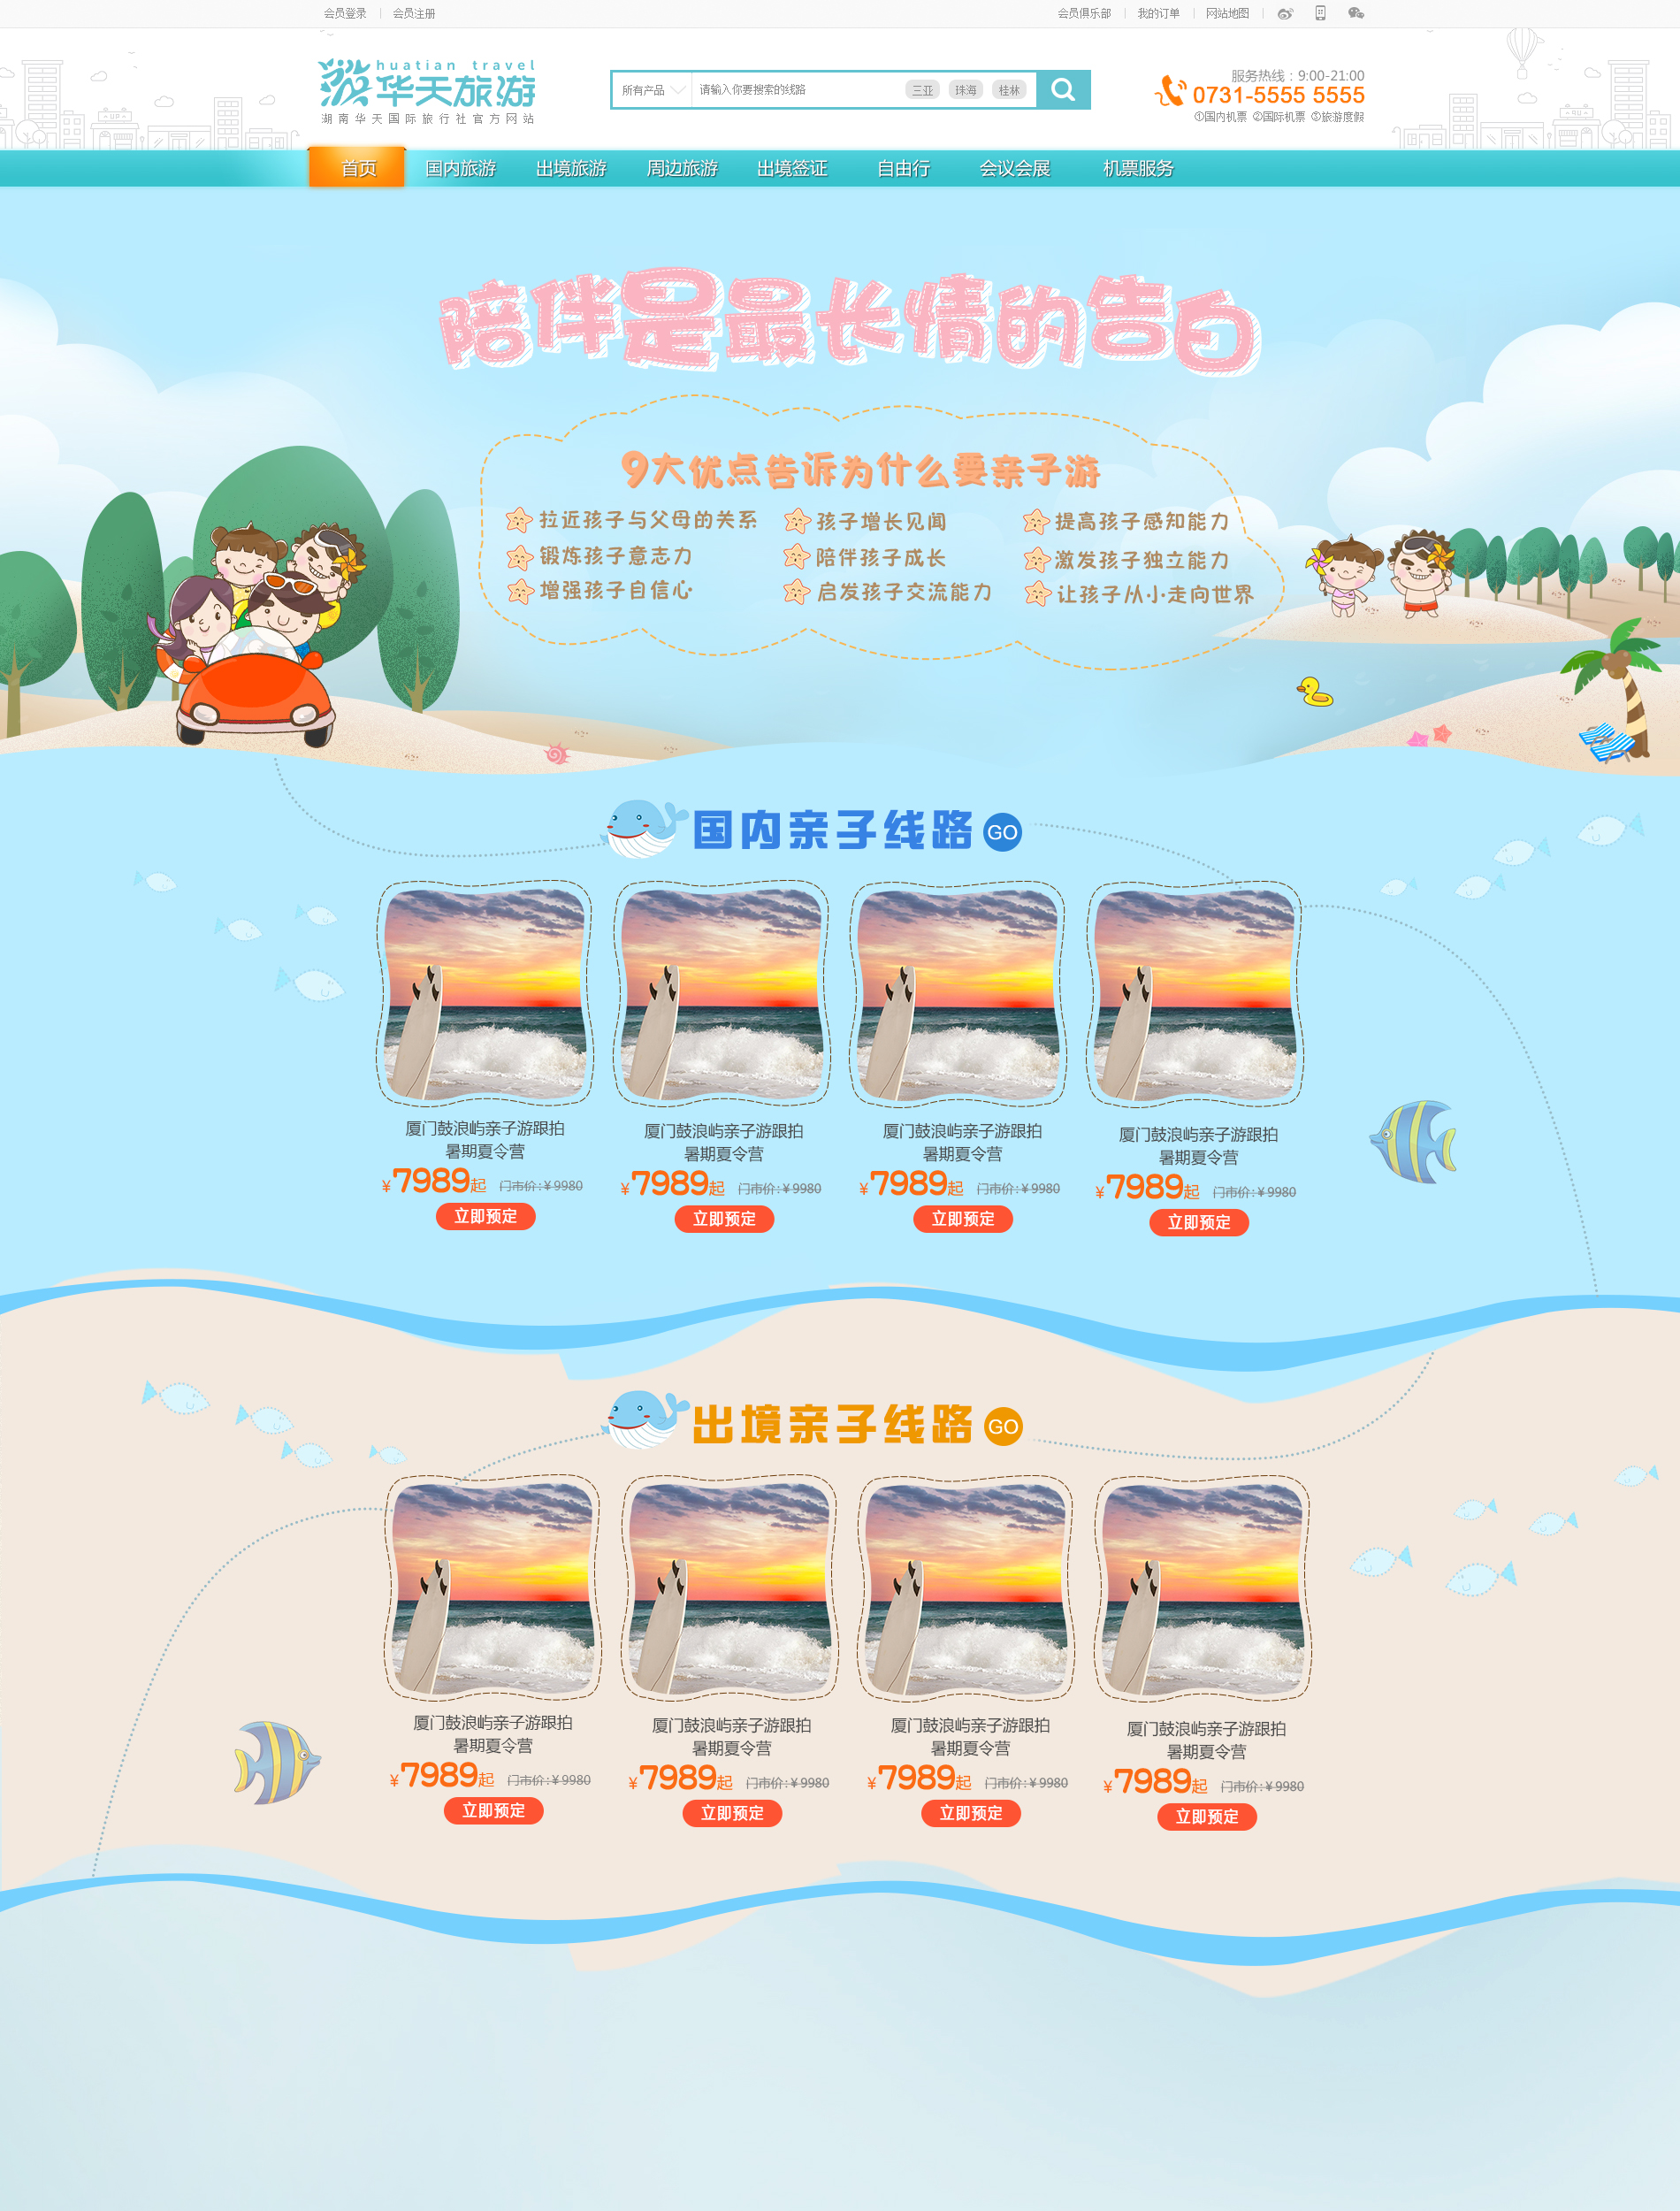 会员登录 | 会员注册
会员俱乐部 | 我的订单 | 网站地图
huatian travel
游华天旅游
湖南华天国际旅行社官方网站
所有产品 请输入你要搜索的线路 三亚 珠海 桂林
服务热线：9:00-21:00
0731-5555 5555
①国内机票 ②国际机票 ③旅游度假
首页 国内旅游 出境旅游 周边旅游 出境签证 自由行 会议会展 机票服务
陪伴是最长情的告白
9大优点告诉为什么要亲子游
拉近孩子与父母的关系 孩子增长见闻 提高孩子感知能力
锻炼孩子意志力 陪伴孩子成长 激发孩子独立能力
增强孩子自信心 启发孩子交流能力 让孩子从小走向世界
国内亲子线路 GO
厦门鼓浪屿亲子游跟拍 厦门鼓浪屿亲子游跟拍 厦门鼓浪屿亲子游跟拍 厦门鼓浪屿亲子游跟拍
暑期夏令营 暑期夏令营 暑期夏令营 暑期夏令营
¥7989起 门市价:¥9980 ¥7989起 门市价:¥9980 ¥7989起 门市价:¥9980 ¥7989起 门市价:¥9980
立即预定 立即预定 立即预定 立即预定
出境亲子线路 GO
厦门鼓浪屿亲子游跟拍 厦门鼓浪屿亲子游跟拍 厦门鼓浪屿亲子游跟拍 厦门鼓浪屿亲子游跟拍
暑期夏令营 暑期夏令营 暑期夏令营 暑期夏令营
¥7989起 门市价:¥9980 ¥7989起 门市价:¥9980 ¥7989起 门市价:¥9980 ¥7989起 门市价:¥9980
立即预定 立即预定 立即预定 立即预定